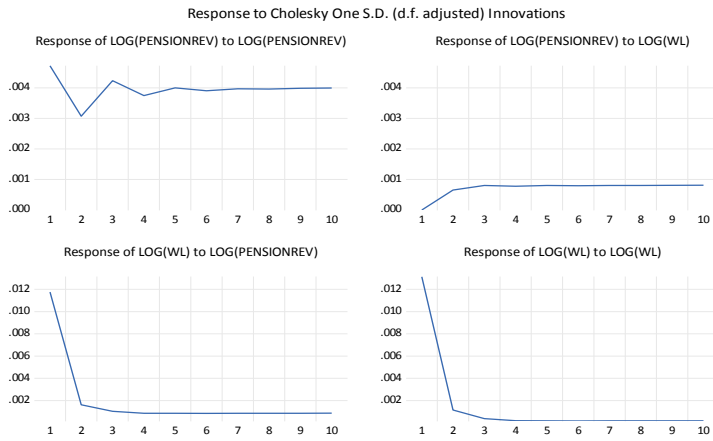 Response to Cholesky One S.D. (d.f. adjusted) Innovations
Response of LOG(PENSIONREV) to LOG(PENSIONREV)
.004
.003
.002
.001
.000
1 2 3 4 5 6 7 8 9 10
Response of LOG(PENSIONREV) to LOG(WL)
.004
.003
.002
.001
.000
1 2 3 4 5 6 7 8 9 10
Response of LOG(WL) to LOG(PENSIONREV)
.012
.010
.008
.006
.004
.002
1 2 3 4 5 6 7 8 9 10
Response of LOG(WL) to LOG(WL)
.012
.010
.008
.006
.004
.002
1 2 3 4 5 6 7 8 9 10